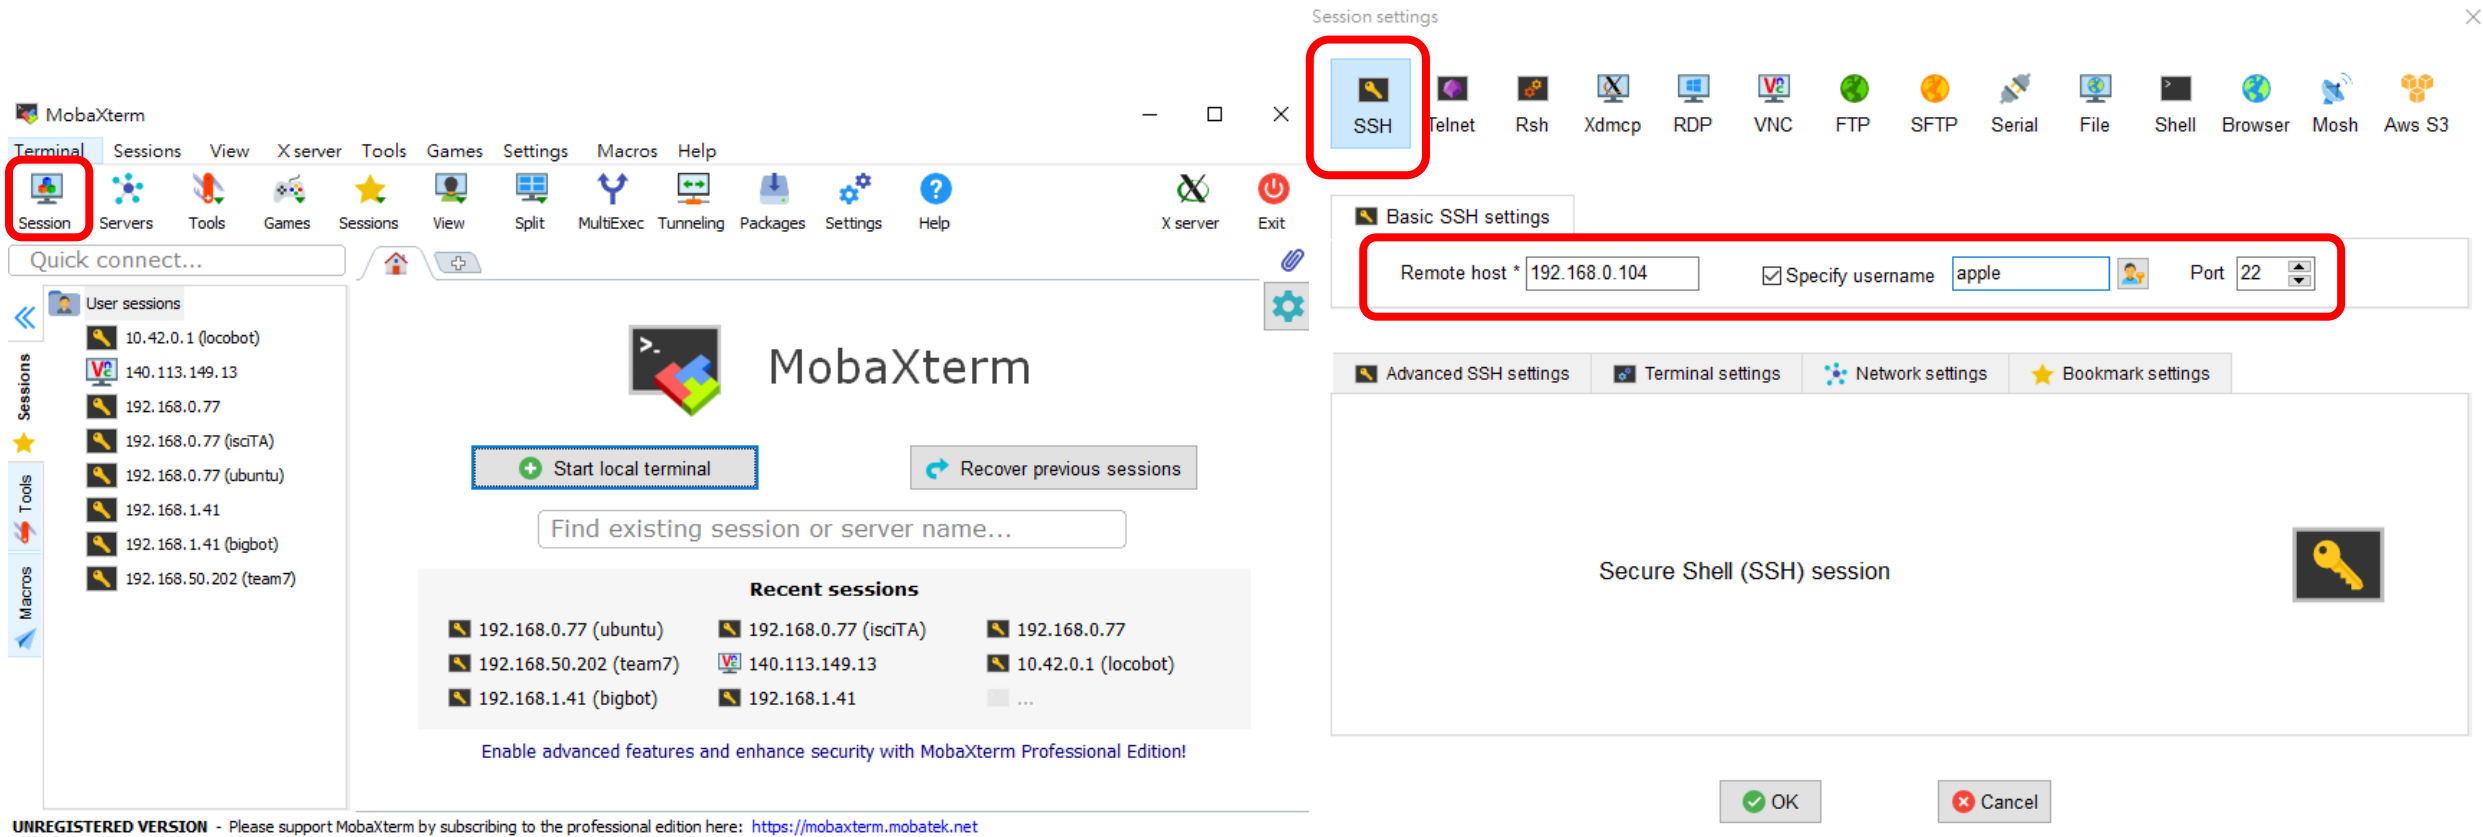 MobaXterm
Terminal Sessions View X server Tools Games Settings Macros Help
Session Servers Tools Games Sessions View Split MultiExec Tunneling Packages Settings Help X server Exit
Quick connect...
User sessions
10.42.0.1 (locobot)
140.113.149.13
192.168.0.77
192.168.0.77 (isciTA)
192.168.0.77 (ubuntu)
192.168.1.41
192.168.1.41 (bigbot)
192.168.50.202 (team7)
Sessions
Tools
Macros
MobaXterm
Start local terminal
Recover previous sessions
Find existing session or server name...
Recent sessions
192.168.0.77 (ubuntu) 192.168.0.77 (isciTA) 192.168.0.77
192.168.50.202 (team7) 140.113.149.13 10.42.0.1 (locobot)
192.168.1.41 (bigbot) 192.168.1.41 ...
Enable advanced features and enhance security with MobaXterm Professional Edition!
UNREGISTERED VERSION - Please support MobaXterm by subscribing to the professional edition here: https://mobaxterm.mobatek.net
Session settings
SSH Telnet Rsh Xdmcp RDP VNC FTP SFTP Serial File Shell Browser Mosh Aws S3
Basic SSH settings
Remote host * 192.168.0.104 Specify username apple Port 22
Advanced SSH settings Terminal settings Network settings Bookmark settings
Secure Shell (SSH) session
OK Cancel